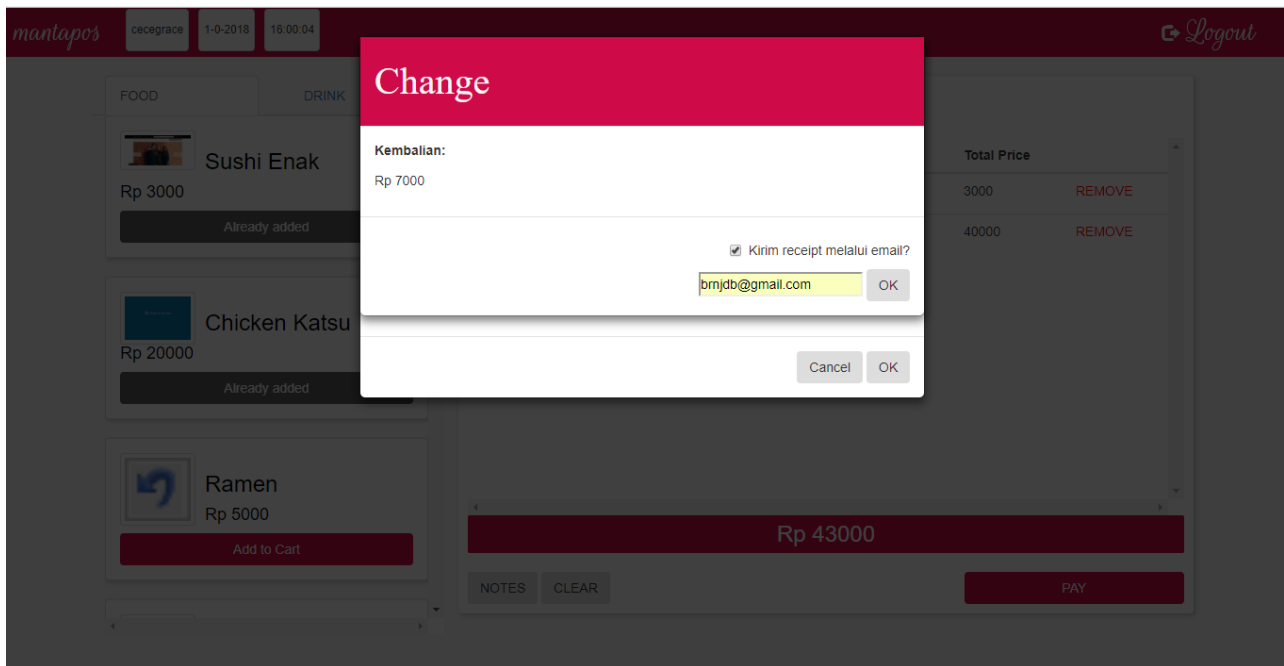 mantapos cecegrace 1-0-2018 16:00:04 Logout
Change
Kembalian:
Rp 7000
Kirim receipt melalui email?
brnjdb@gmail.com OK
Cancel OK
FOOD DRINK
Sushi Enak
Rp 3000
Already added
Chicken Katsu
Rp 20000
Already added
Ramen
Rp 5000
Add to Cart
Total Price
3000 REMOVE
40000 REMOVE
Rp 43000
NOTES CLEAR PAY